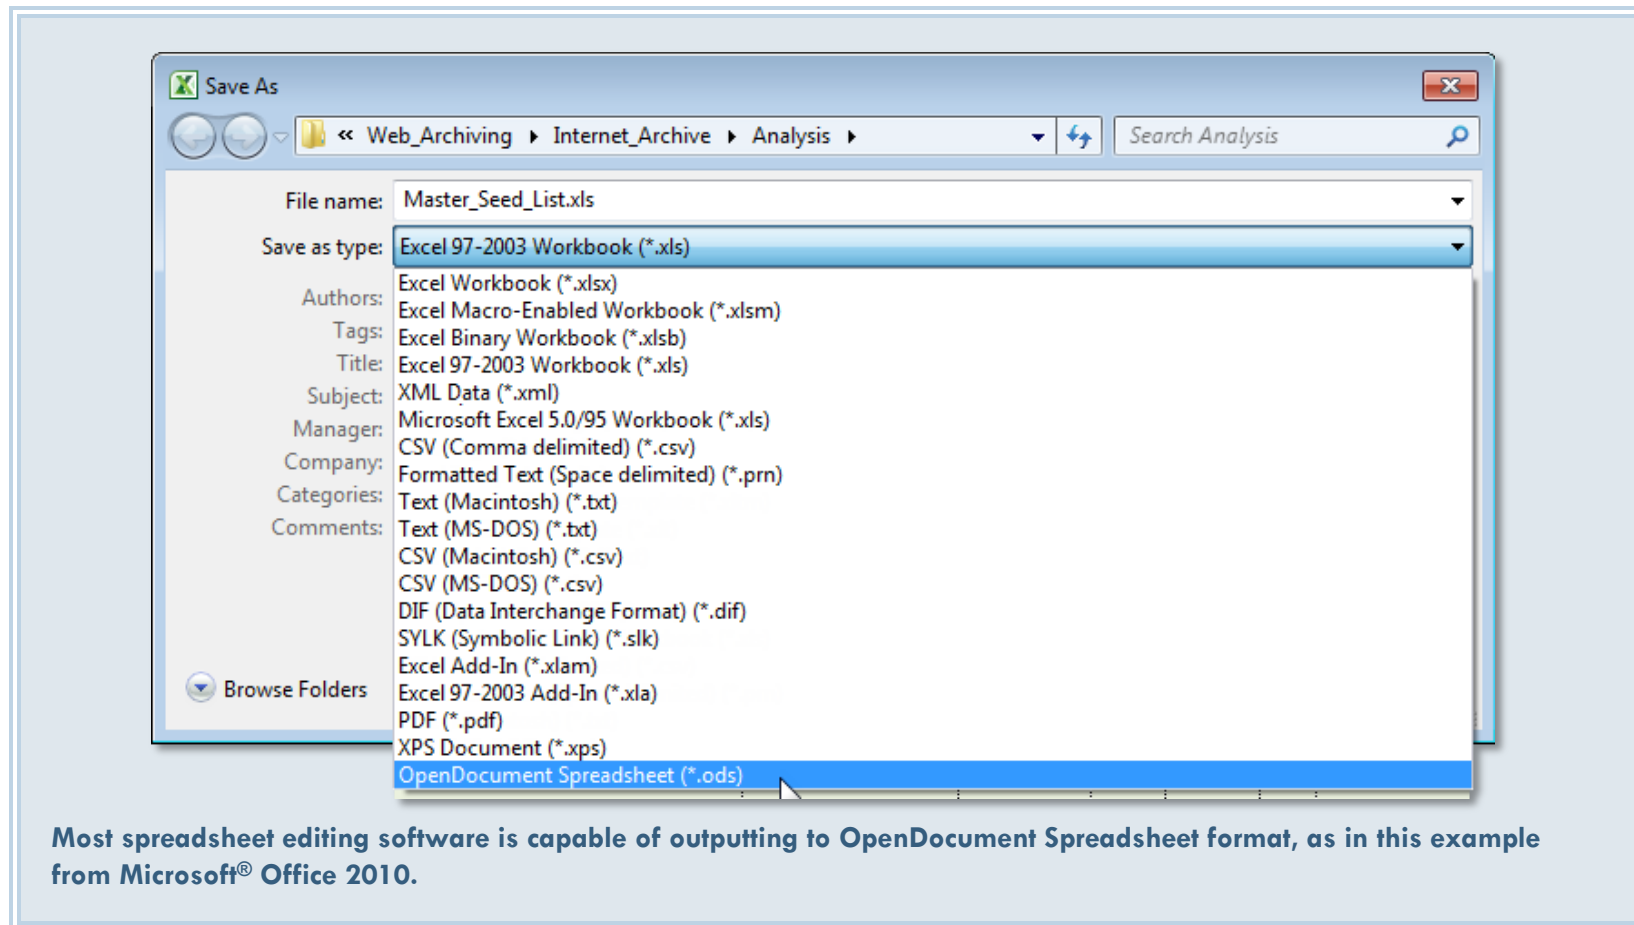 Save As
« Web_Archiving Internet_Archive Analysis
Search Analysis
File name: Master_Seed_List.xls
Save as type: Excel 97-2003 Workbook (*.xls)
Authors:
Tags:
Title:
Subject:
Manager:
Company:
Categories:
Comments:
Excel Workbook (*.xlsx)
Excel Macro-Enabled Workbook (*.xlsm)
Excel Binary Workbook (*.xlsb)
Excel 97-2003 Workbook (*.xls)
XML Data (*.xml)
Microsoft Excel 5.0/95 Workbook (*.xls)
CSV (Comma delimited) (*.csv)
Formatted Text (Space delimited) (*.prn)
Text (Macintosh) (*.txt)
Text (MS-DOS) (*.txt)
CSV (Macintosh) (*.csv)
CSV (MS-DOS) (*.csv)
DIF (Data Interchange Format) (*.dif)
SYLK (Symbolic Link) (*.slk)
Excel Add-In (*.xlam)
Excel 97-2003 Add-In (*.xla)
PDF (*.pdf)
XPS Document (*.xps)
OpenDocument Spreadsheet (*.ods)
Browse Folders
Most spreadsheet editing software is capable of outputting to OpenDocument Spreadsheet format, as in this example
from Microsoft® Office 2010.